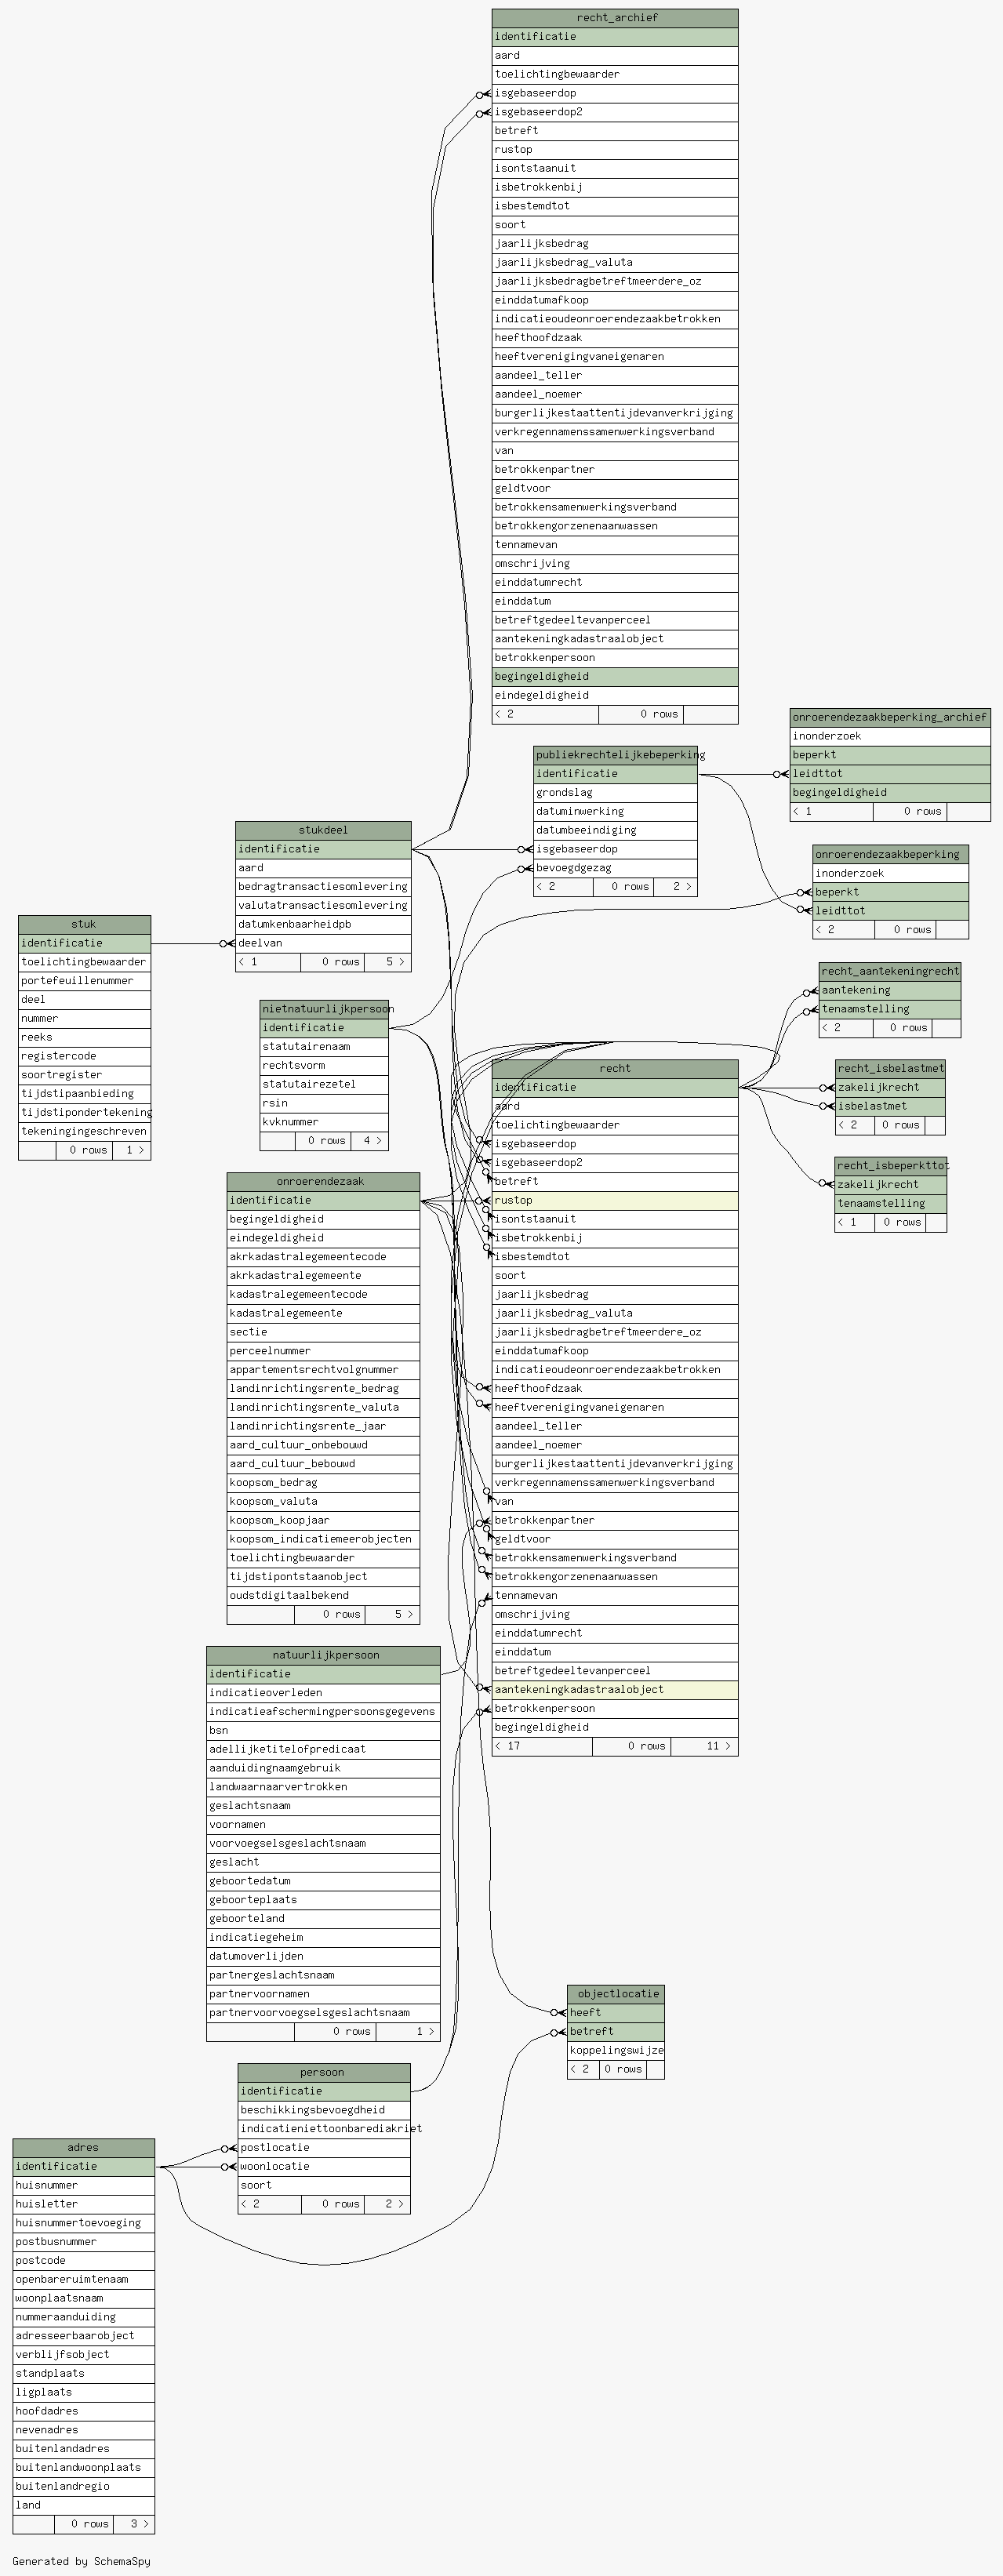 recht_archief
identificatie
aard
toelichtingbewaarder
isgebaseerdop
isgebaseerdop2
betreft
rustop
isontstaanuit
isbetrokkenbij
isbestemdtot
soort
jaarlijksbedrag
jaarlijksbedrag_valuta
jaarlijksbedragbetreftmeerdere_oz
einddatumafkoop
indicatieoudeonroerendezaakbetrokken
heefthoofdzaak
heeftverenigingvaneigenaren
aandeel_teller
aandeel_noemer
burgerlijkestaattentijdevanverkrijging
verkregennamenssamenwerkingsverband
van
betrokkenpartner
geldtvoor
betrokkensamenwerkingsverband
betrokkengorzenenaanwassen
tennamevan
omschrijving
einddatumrecht
einddatum
betreftgedeeltevanperceel
aantekeningkadastraalobject
betrokkenpersoon
begingeldigheid
eindegeldigheid
< 2 0 rows
onroerendezaakbeperking_archief
inonderzoek
beperkt
leidttot
begingeldigheid
< 1 0 rows
publiekrechtelijkebeperking
identificatie
grondslag
datuminwerking
datumbeeindiging
isgebaseerdop
bevoegdgezag
< 2 0 rows 2 >
stukdeel
identificatie
aard
bedragtransactiesomlevering
valutatransactiesomlevering
datumkenbaarheidpb
deelvan
< 1 0 rows 5 >
onroerendezaakbeperking
inonderzoek
beperkt
leidttot
< 2 0 rows
stuk
identificatie
toelichtingbewaarder
portefeuillenummer
deel
nummer
reeks
registercode
soortregister
tijdstipaanbieding
tijdstipondertekening
tekeningingeschreven
0 rows 1 >
recht_aantekeningrecht
aantekening
tenaamstelling
< 2 0 rows
nietnatuurlijkpersoon
identificatie
statutairenaam
rechtsvorm
statutairezetel
rsin
kvknummer
0 rows 4 >
recht_isbelastmet
zakelijkrecht
isbelastmet
< 2 0 rows
recht_isbeperkttot
zakelijkrecht
tenaamstelling
< 1 0 rows
recht
identificatie
aard
toelichtingbewaarder
isgebaseerdop
isgebaseerdop2
betreft
rustop
isontstaanuit
isbetrokkenbij
isbestemdtot
soort
jaarlijksbedrag
jaarlijksbedrag_valuta
jaarlijksbedragbetreftmeerdere_oz
einddatumafkoop
indicatieoudeonroerendezaakbetrokken
heefthoofdzaak
heeftverenigingvaneigenaren
aandeel_teller
aandeel_noemer
burgerlijkestaattentijdevanverkrijging
verkregennamenssamenwerkingsverband
van
betrokkenpartner
geldtvoor
betrokkensamenwerkingsverband
betrokkengorzenenaanwassen
tennamevan
omschrijving
einddatumrecht
einddatum
betreftgedeeltevanperceel
aantekeningkadastraalobject
betrokkenpersoon
begingeldigheid
< 17 0 rows 11 >
onroerendezaak
identificatie
begingeldigheid
eindegeldigheid
akrkadastralegemeentecode
akrkadastralegemeente
kadastralegemeentecode
kadastralegemeente
sectie
perceelnummer
appartementsrechtvolgnummer
landinrichtingsrente_bedrag
landinrichtingsrente_valuta
landinrichtingsrente_jaar
aard_cultuur_onbebouwd
aard_cultuur_bebouwd
koopsom_bedrag
koopsom_valuta
koopsom_koopjaar
koopsom_indicatiemeerobjecten
toelichtingbewaarder
tijdstipontstaanobject
oudstdigitaalbekend
0 rows 5 >
natuurlijkpersoon
identificatie
indicatieoverleden
indicatieafschermingpersoonsgegevens
bsn
adellijketitelofpredicaat
aanduidingnaamgebruik
landwaarnaarvertrokken
geslachtsnaam
voornamen
voorvoegselsgeslachtsnaam
geslacht
geboortedatum
geboorteplaats
geboorteland
indicatiegeheim
datumoverlijden
partnergeslachtsnaam
partnervoornamen
partnervoorvoegselsgeslachtsnaam
0 rows 1 >
objectlocatie
heeft
betreft
koppelingswijze
< 2 0 rows
persoon
identificatie
beschikkingsbevoegdheid
indicatieniettoonbarediakriet
postlocatie
woonlocatie
soort
< 2 0 rows 2 >
adres
identificatie
huisnummer
huisletter
huisnummertoevoeging
postbusnummer
postcode
openbareruimtenaam
woonplaatsnaam
nummeraanduiding
adresseerbaarobject
verblijfsobject
standplaats
ligplaats
hoofdadres
nevenadres
buitenlandadres
buitenlandwoonplaats
buitenlandregio
land
0 rows 3 >
Generated by SchemaSpy